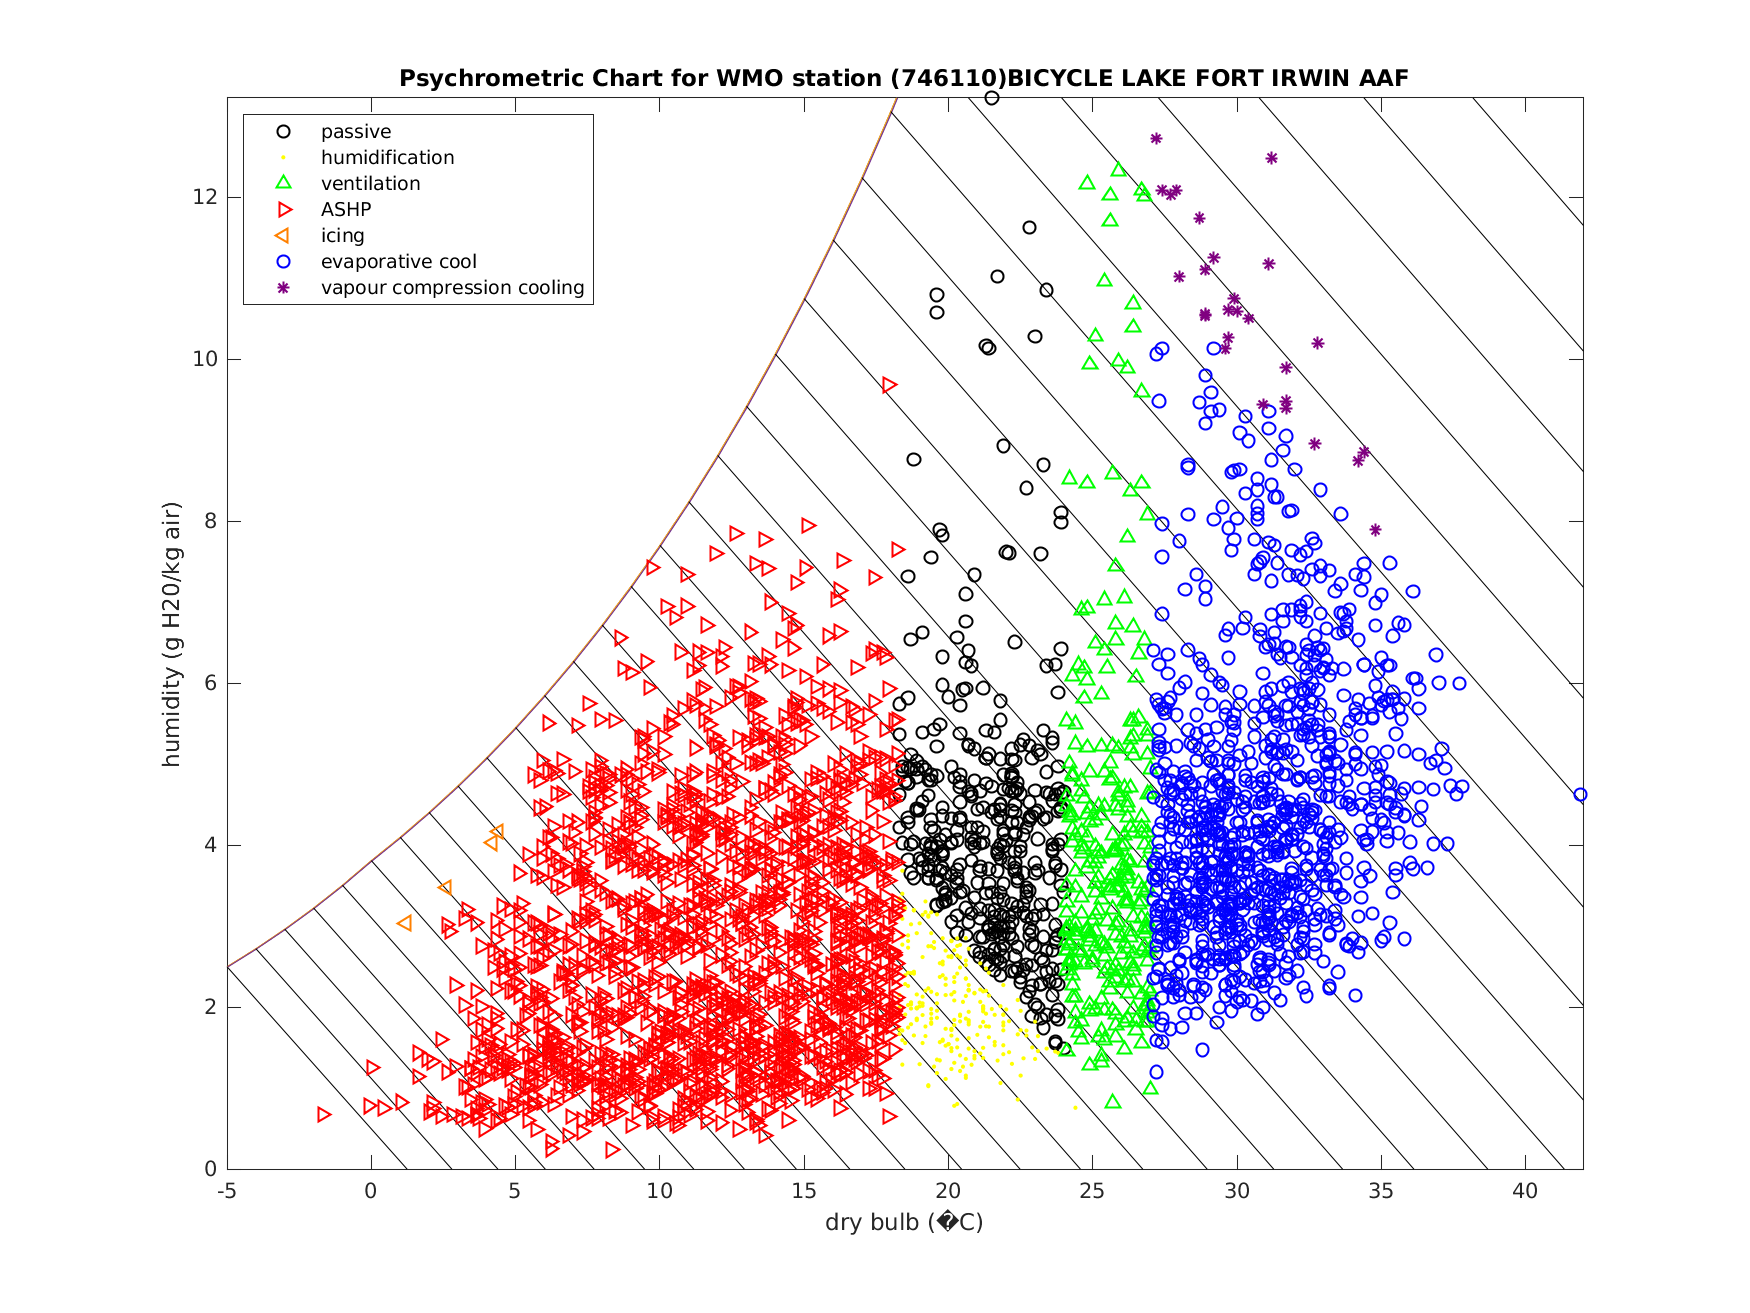 Psychrometric Chart for WMO station (746110)BICYCLE LAKE FORT IRWIN AAF
passive
humidification
ventilation
ASHP
icing
evaporative cool
vapour compression cooling
humidity (g H20/kg air)
12
10
8
6
4
2
0
-5 0 5 10 15 20 25 30 35 40
dry bulb (�C)